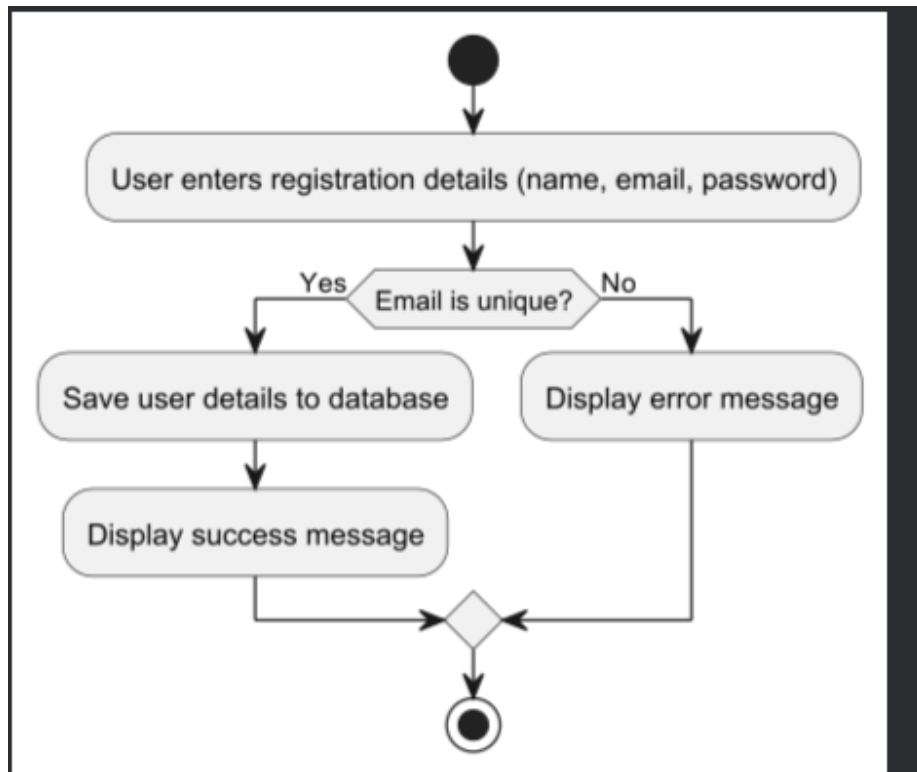 User enters registration details (name, email, password)
Yes
Email is unique?
No
Save user details to database
Display error message
Display success message